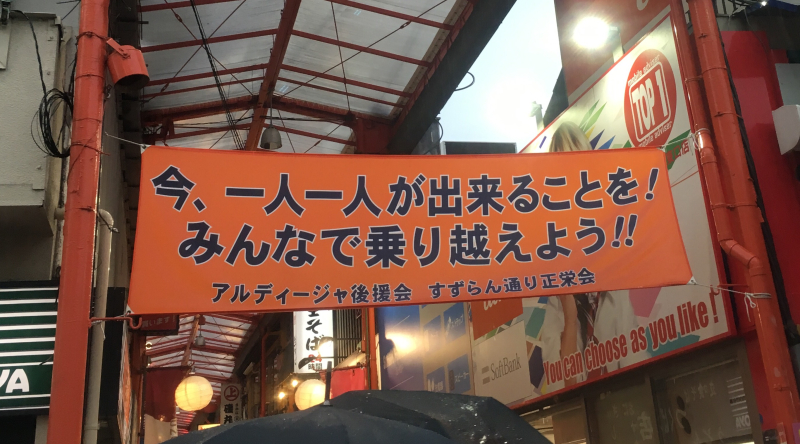 今、一人一人が出来ることを!
みんなで乗り越えよう!!
アルディージャ後援会 すずらん通り正栄会
TOP 1
SoftBank
You can choose as you like!
YA